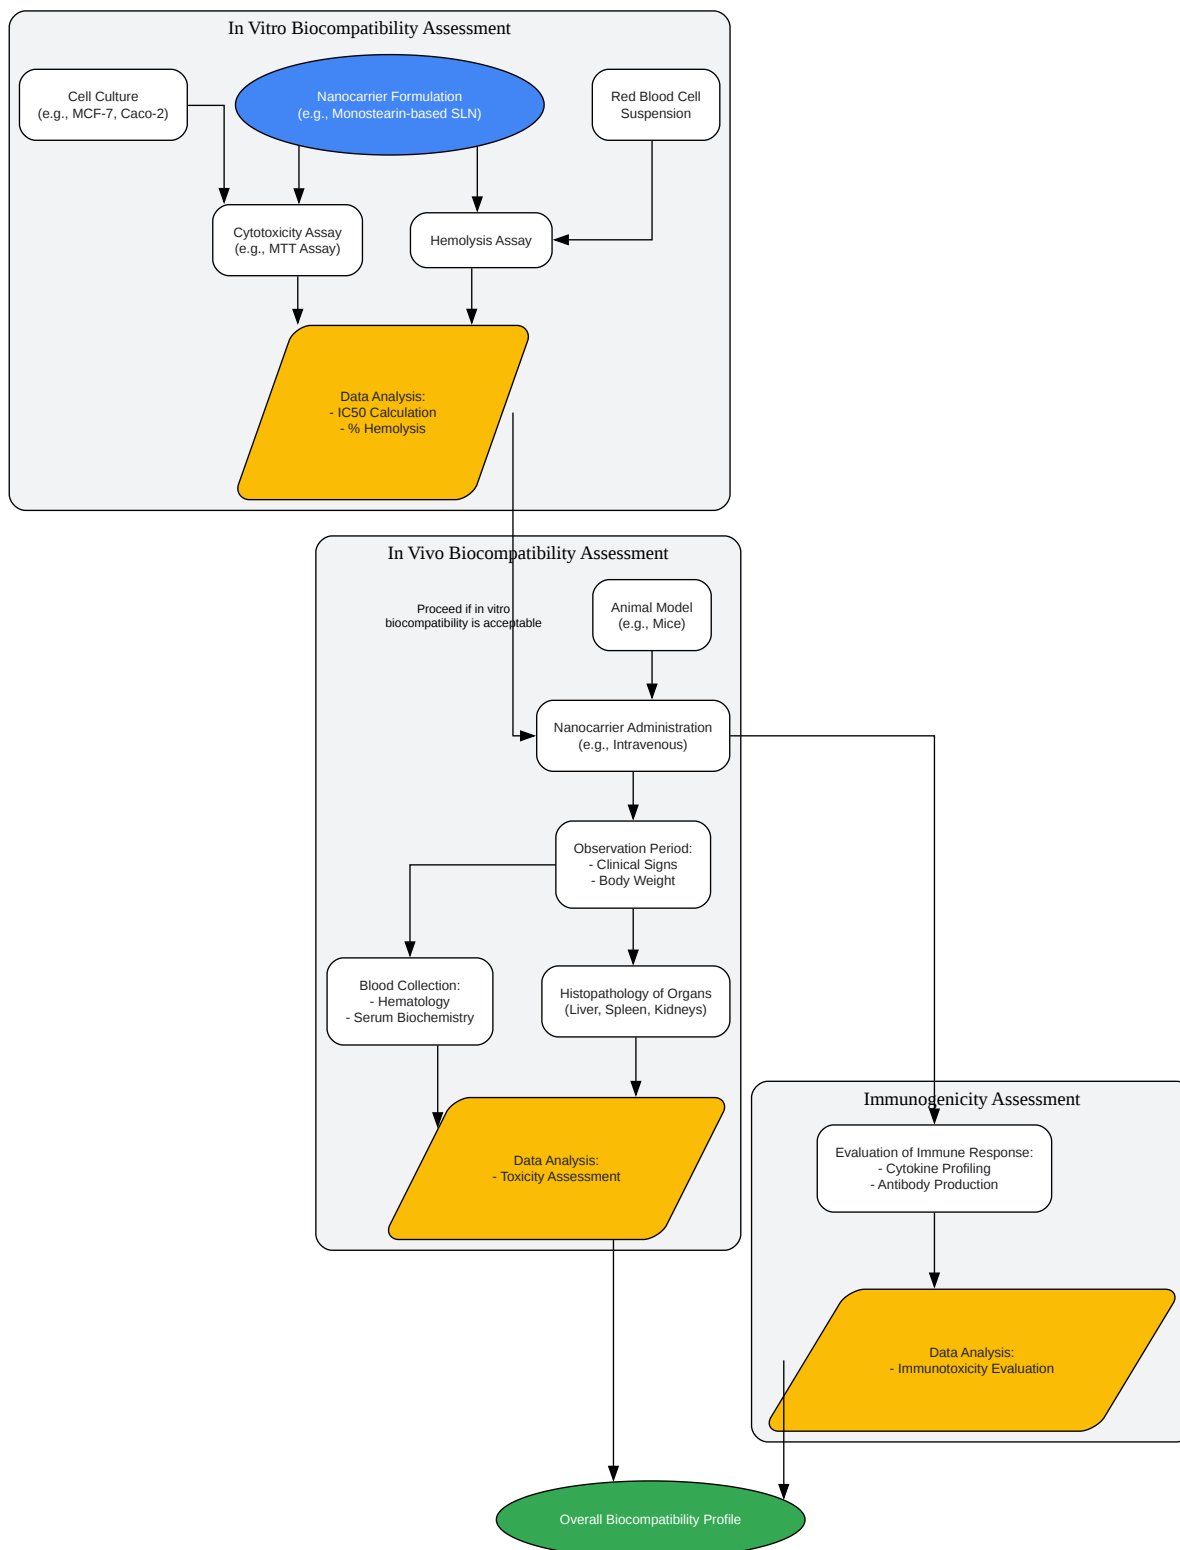 In Vitro Biocompatibility Assessment
Cell Culture
(e.g., MCF-7, Caco-2)
Nanocarrier Formulation
(e.g., Monostearin-based SLN)
Red Blood Cell
Suspension
Cytotoxicity Assay
(e.g., MTT Assay)
Hemolysis Assay
Data Analysis:
- IC50 Calculation
- % Hemolysis
In Vivo Biocompatibility Assessment
Proceed if in vitro
biocompatibility is acceptable
Animal Model
(e.g., Mice)
Nanocarrier Administration
(e.g., Intravenous)
Observation Period:
- Clinical Signs
- Body Weight
Blood Collection:
- Hematology
- Serum Biochemistry
Histopathology of Organs
(Liver, Spleen, Kidneys)
Data Analysis:
- Toxicity Assessment
Immunogenicity Assessment
Evaluation of Immune Response:
- Cytokine Profiling
- Antibody Production
Data Analysis:
- Immunotoxicity Evaluation
Overall Biocompatibility Profile